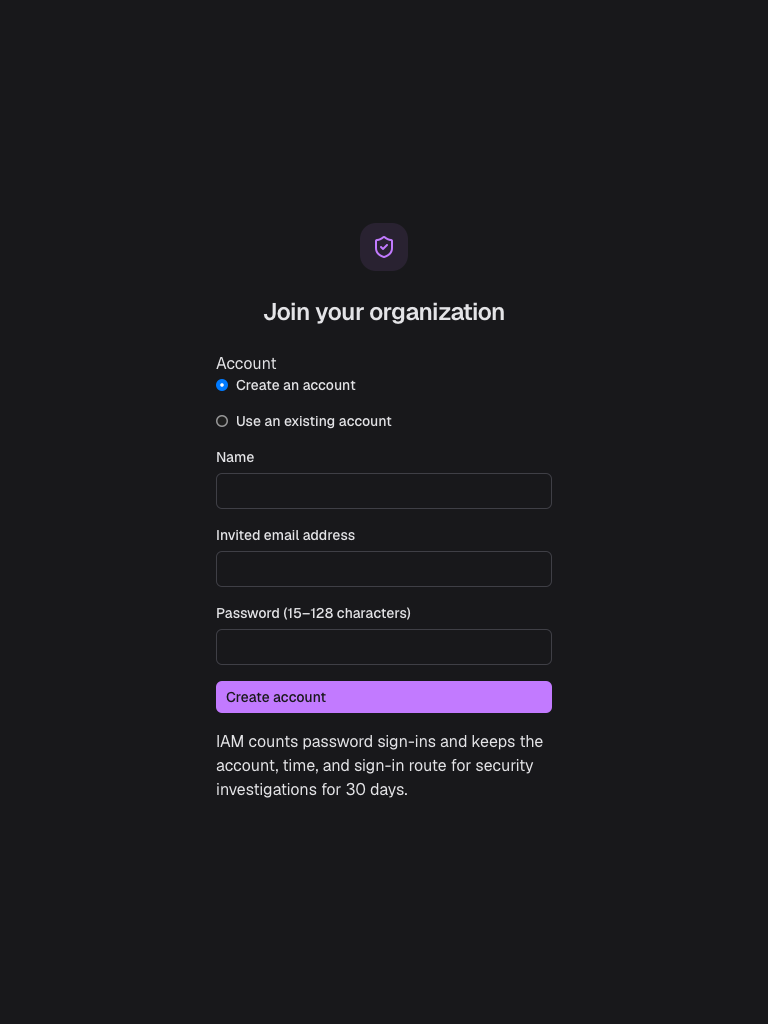 Join your organization
Account
Create an account
Use an existing account
Name
Invited email address
Password (15–128 characters)
Create account
IAM counts password sign-ins and keeps the
account, time, and sign-in route for security
investigations for 30 days.